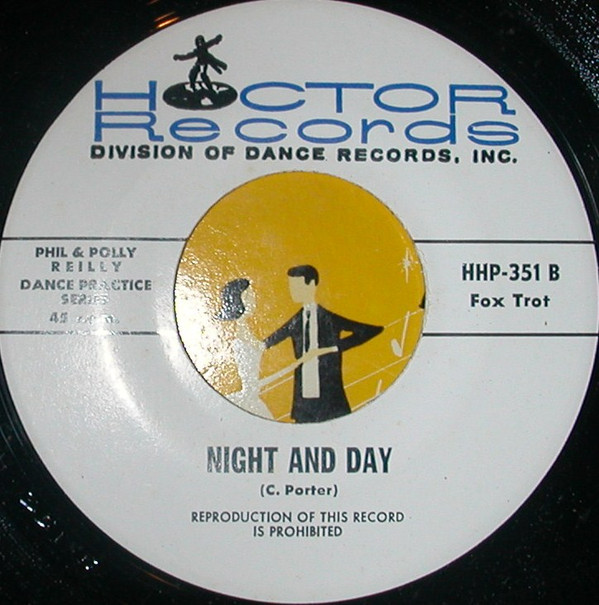 HOCTOR
Records
DIVISION OF DANCE RECORDS, INC.
PHIL & POLLY
REILLY
DANCE PRACTICE
SERIES
45 r.p.m.
HHP-351 B
Fox Trot
NIGHT AND DAY
(C. Porter)
REPRODUCTION OF THIS RECORD
IS PROHIBITED